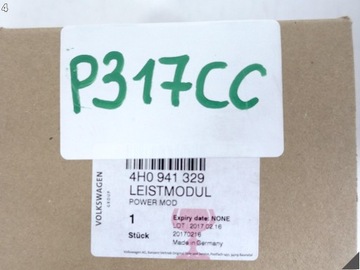 4
P317CC
VOLKSWAGEN
GROUP
4H0 941 329
LEISTMODUL
POWER MOD
1
Stück
Expiry date: NONE
LOT: 2017.02.16
20170216
Made in Germany